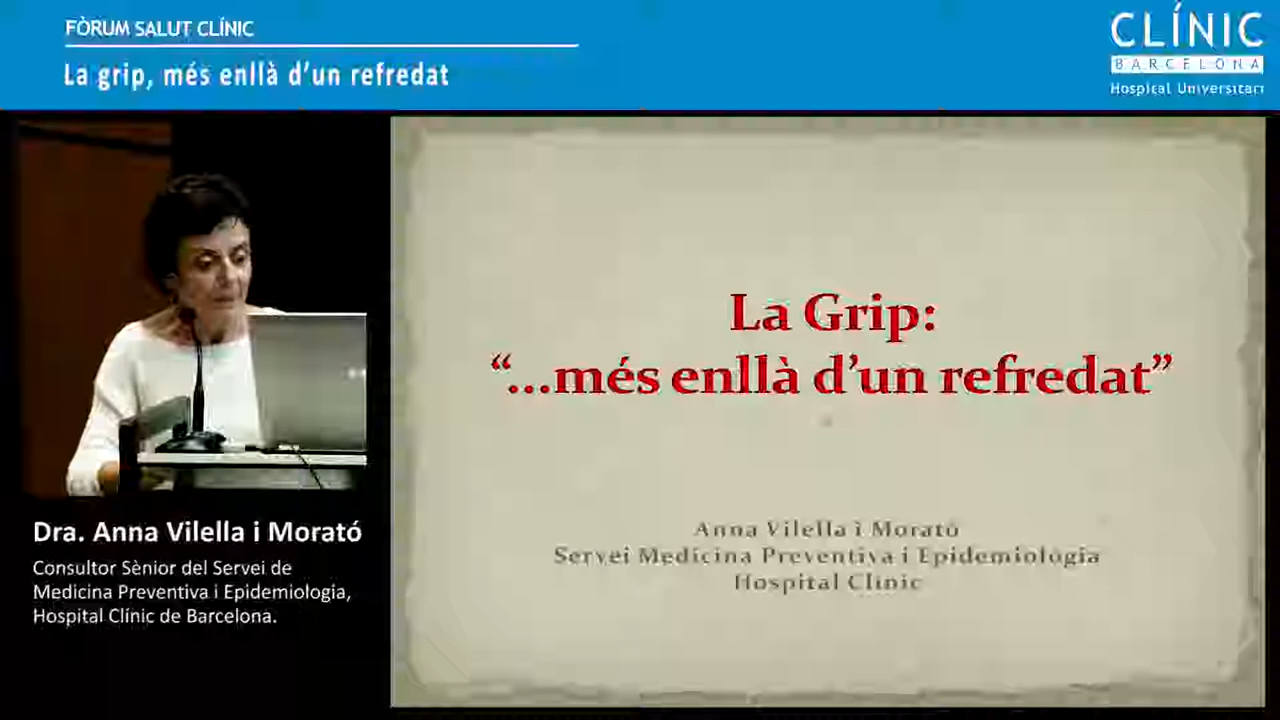 FÒRUM SALUT CLÍNIC
La grip, més enllà d'un refredat
CLÍNIC
BARCELONA
Hospital Universitari
La Grip:
“...més enllà d’un refredat”
Anna Vilella i Morató
Servei Medicina Preventiva i Epidemiològia
Hospital Clínic
Dra. Anna Vilella i Morató
Consultor Sènior del Servei de
Medicina Preventiva i Epidemiologia,
Hospital Clínic de Barcelona.